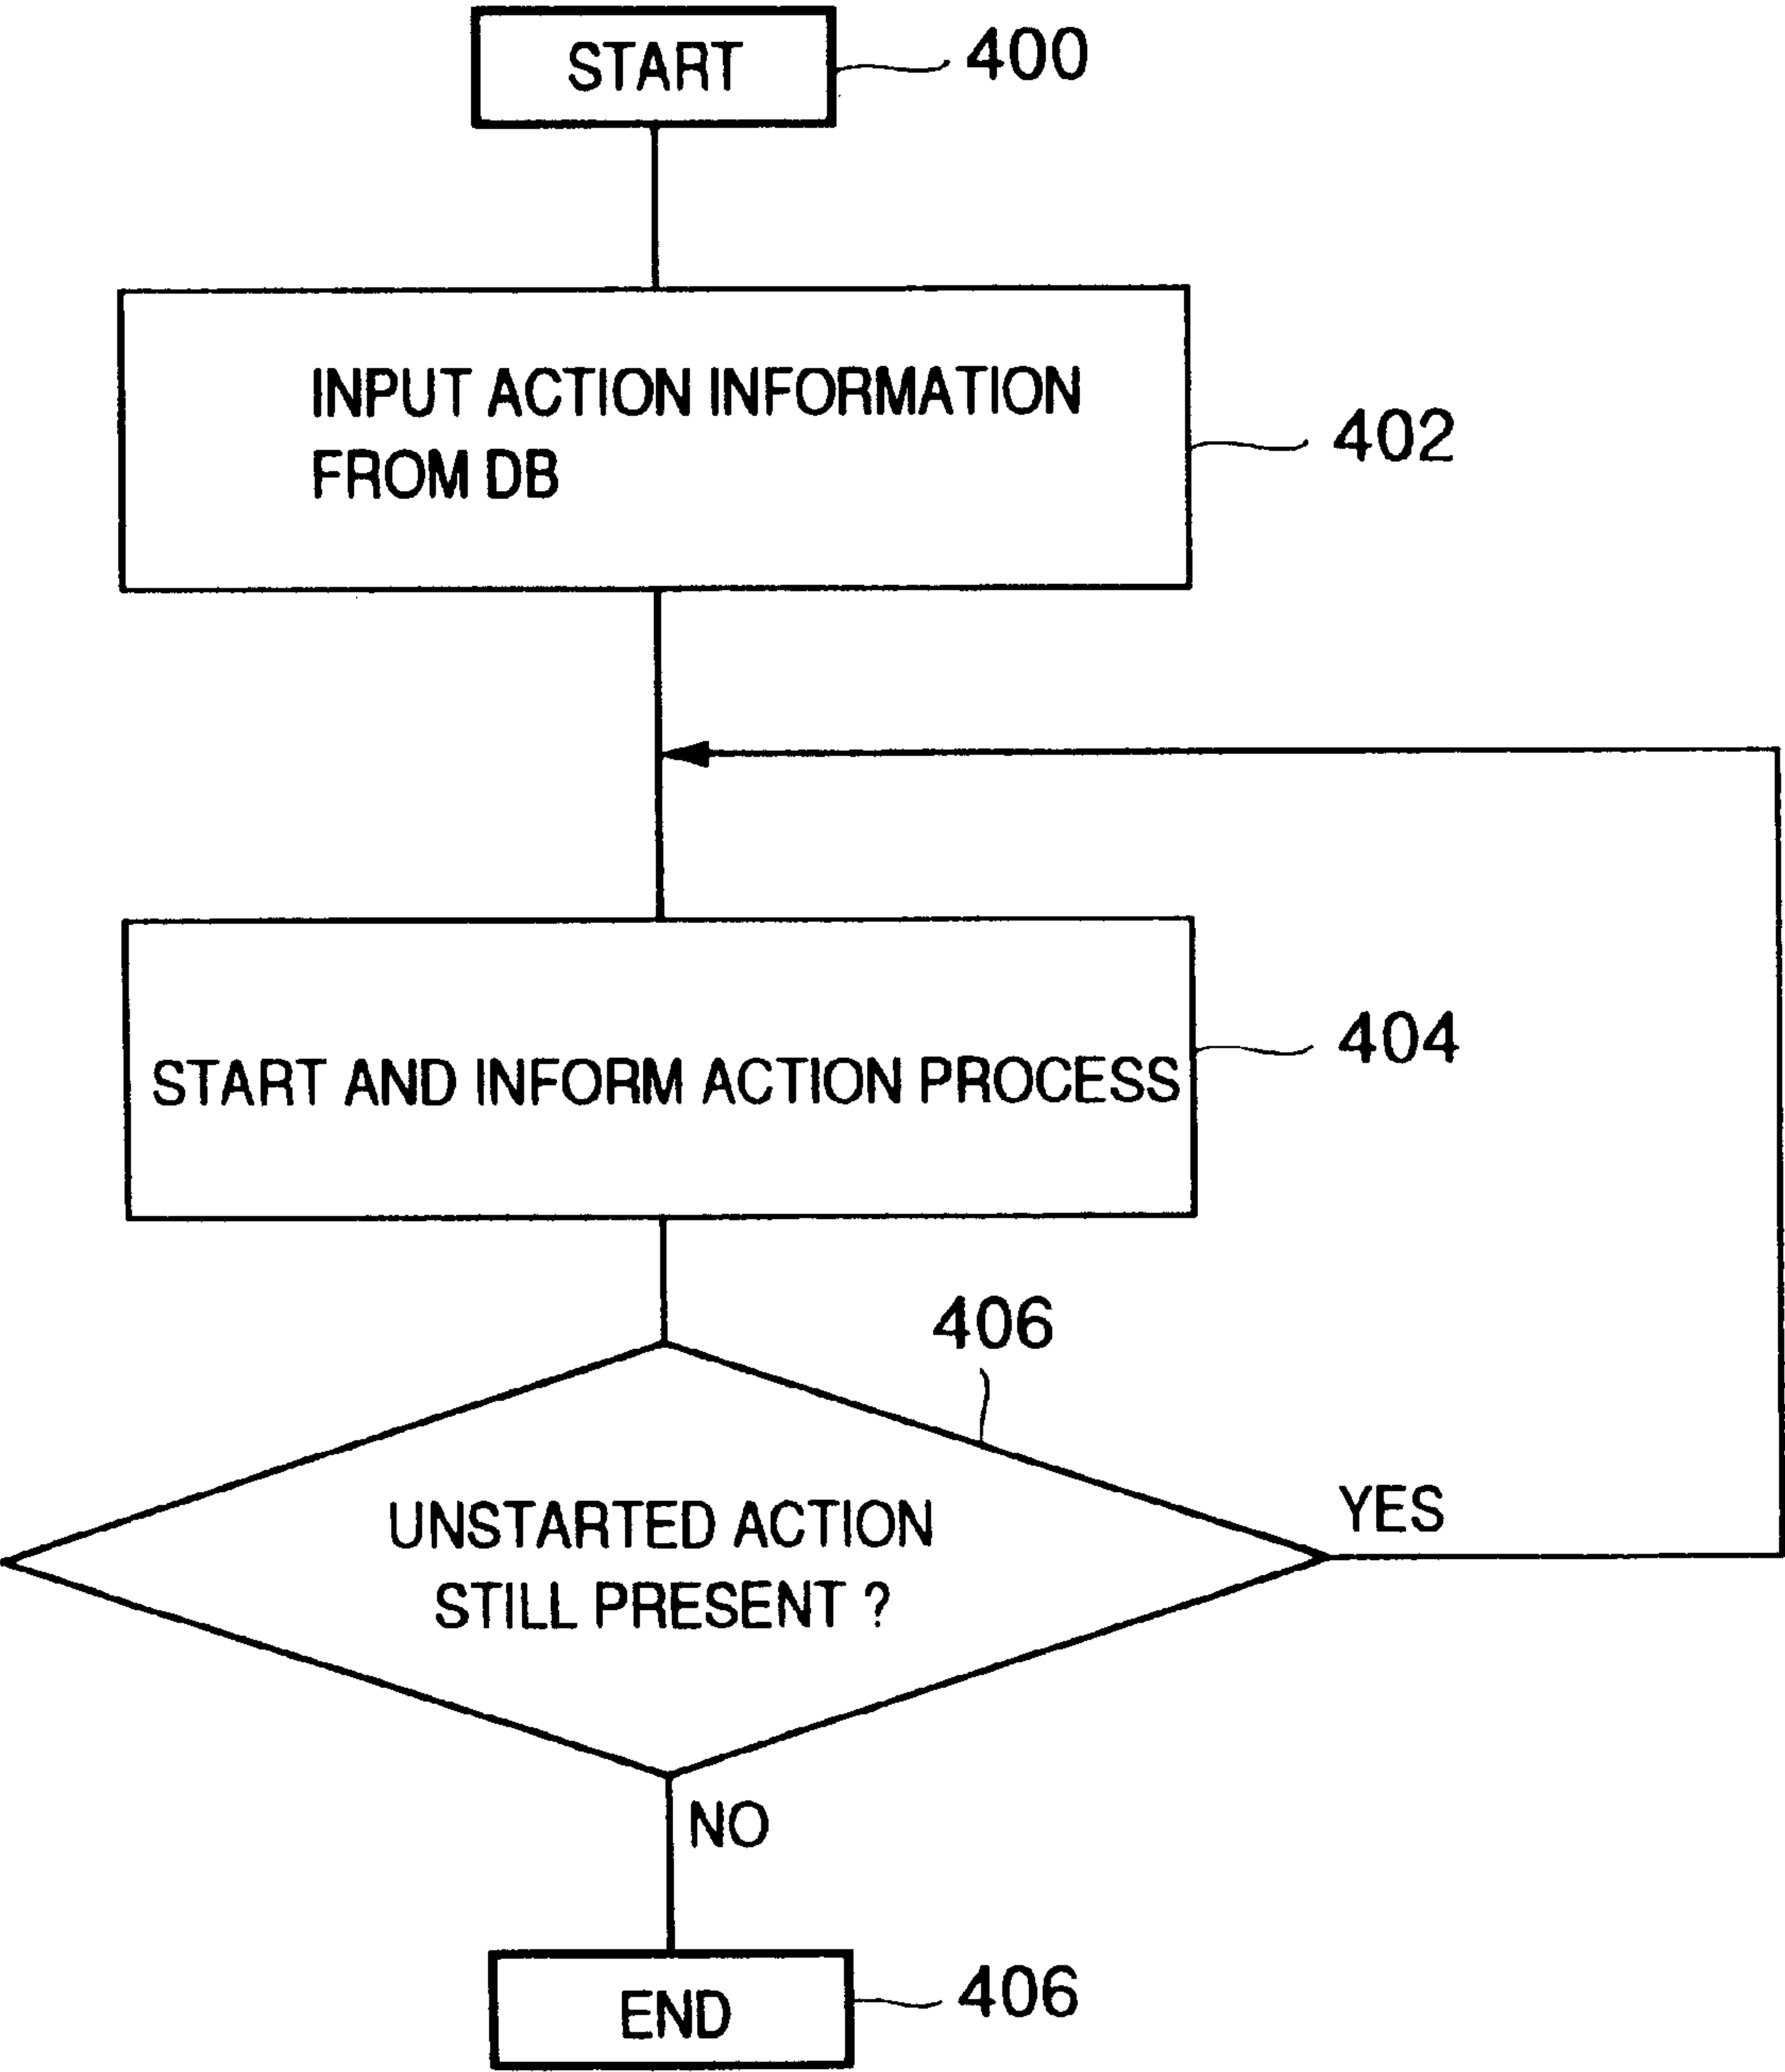 START
400
INPUT ACTION INFORMATION
FROM DB
402
START AND INFORM ACTION PROCESS
404
406
UNSTARTED ACTION
STILL PRESENT ?
YES
NO
END
406